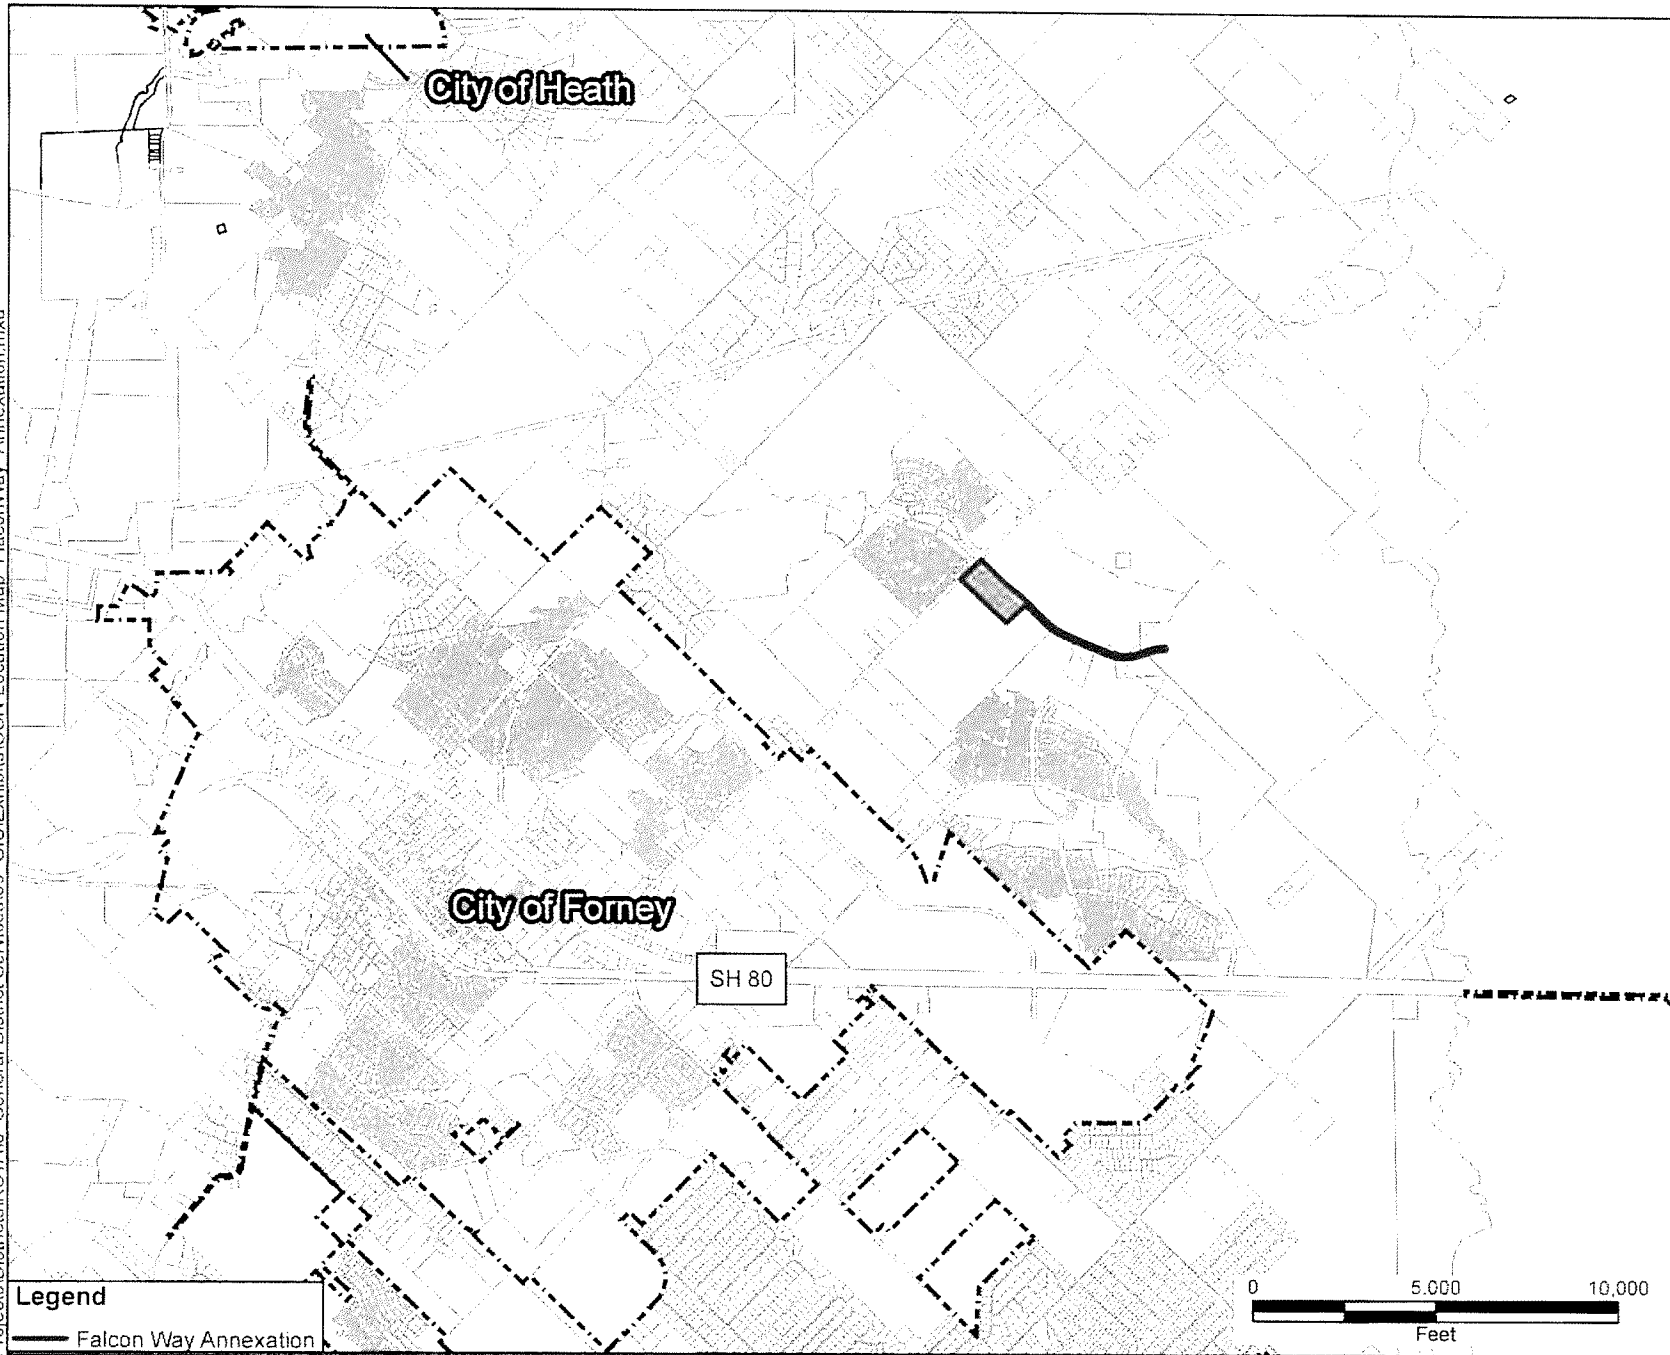 City of Heath
City of Forney
SH 80
Legend
Falcon Way Annexation
0 5,000 10,000
Feet